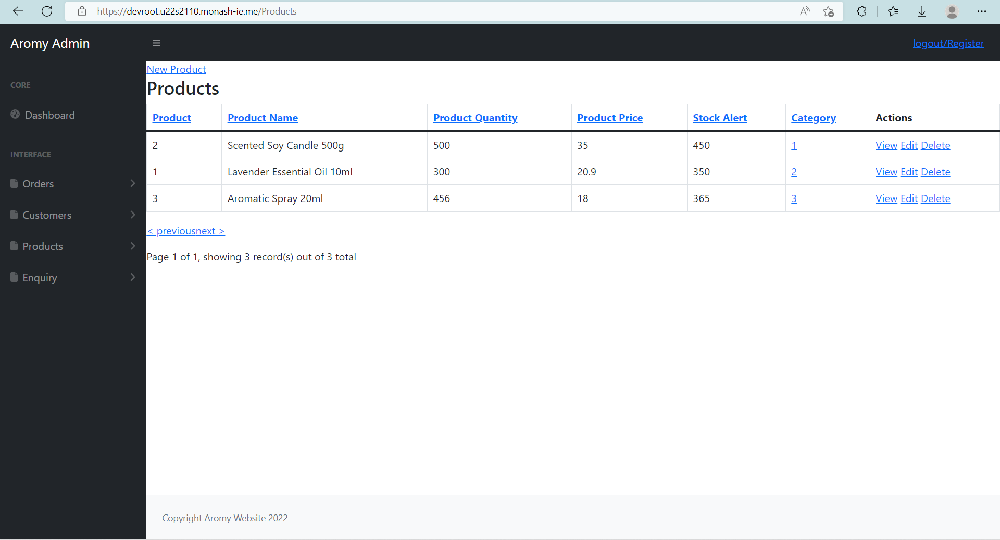 https://devroot.u22s2110.monash-ie.me/Products
Aromy Admin
logout/Register
CORE
Dashboard
INTERFACE
Orders
Customers
Products
Enquiry
New Product
Products
Product Product Name Product Quantity Product Price Stock Alert Category Actions
2 Scented Soy Candle 500g 500 35 450 1 View Edit Delete
1 Lavender Essential Oil 10ml 300 20.9 350 2 View Edit Delete
3 Aromatic Spray 20ml 456 18 365 3 View Edit Delete
< previousnext >
Page 1 of 1, showing 3 record(s) out of 3 total
Copyright Aromy Website 2022